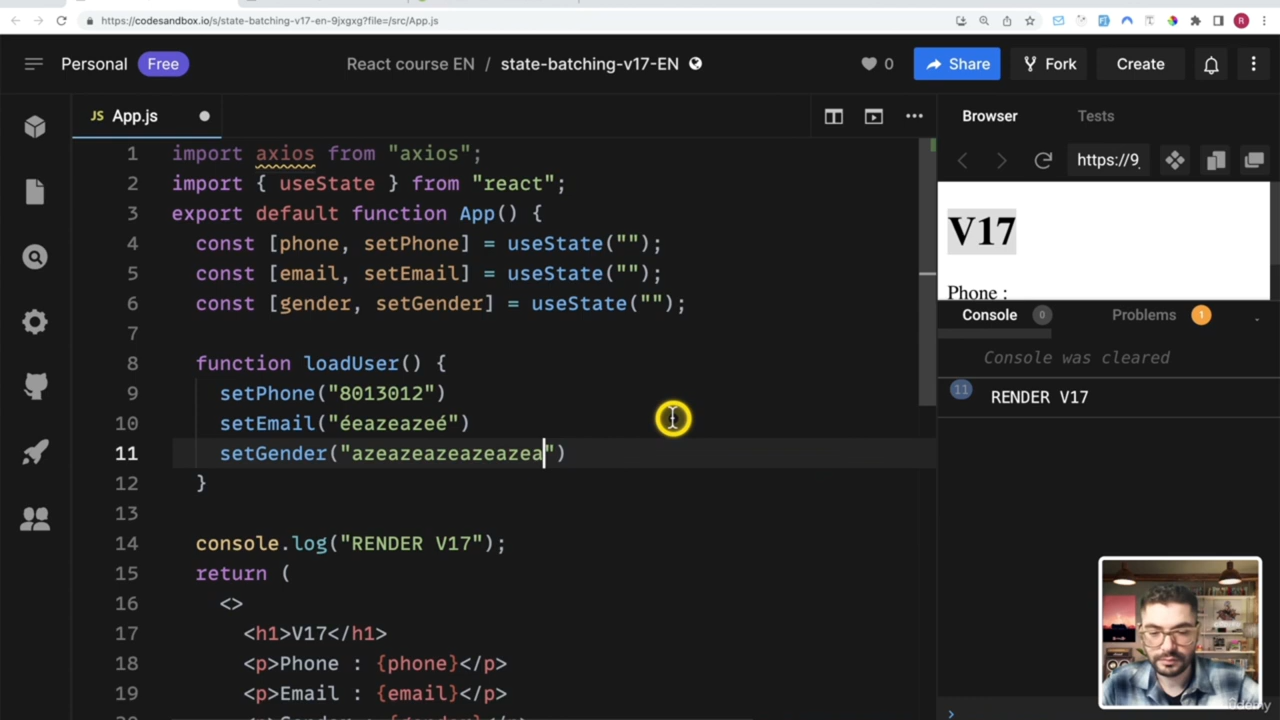 https://codesandbox.io/s/state-batching-v17-en-9jxgxg?file=/src/App.js
R
Personal Free
React course EN / state-batching-v17-EN
0
Share
Fork
Create
JS App.js
Browser
Tests
https://9
1 import axios from "axios";
2 import { useState } from "react";
3 export default function App() {
4 const [phone, setPhone] = useState("");
5 const [email, setEmail] = useState("");
6 const [gender, setGender] = useState("");
7
8 function loadUser() {
9 setPhone("8013012")
10 setEmail("éeazeazeé")
11 setGender("azeazeazeazeazea")
12 }
13
14 console.log("RENDER V17");
15 return (
16 <>
17 <h1>V17</h1>
18 <p>Phone : {phone}</p>
19 <p>Email : {email}</p>
V17
Phone :
Console 0
Problems 1
Console was cleared
11 RENDER V17
>
udemy